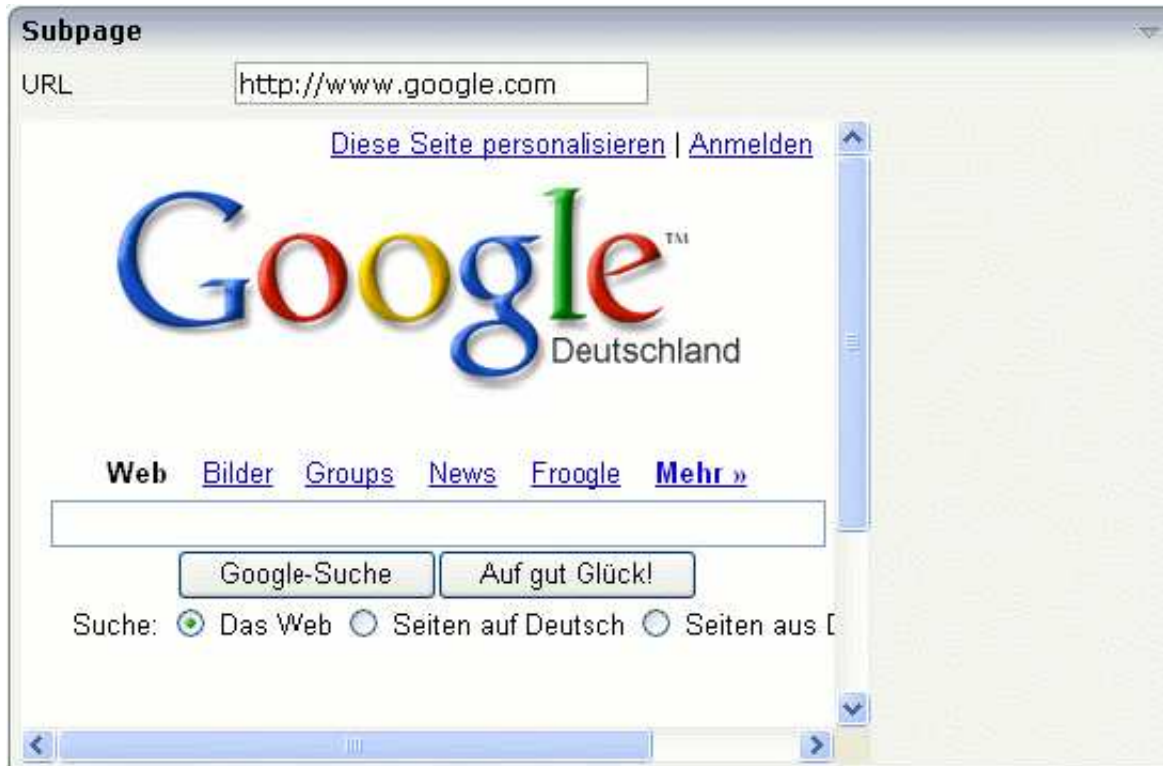 Subpage
URL http://www.google.com
Diese Seite personalisieren | Anmelden
Google™
Deutschland
Web Bilder Groups News Froogle Mehr »
Google-Suche Auf gut Glück!
Suche: Das Web Seiten auf Deutsch Seiten aus